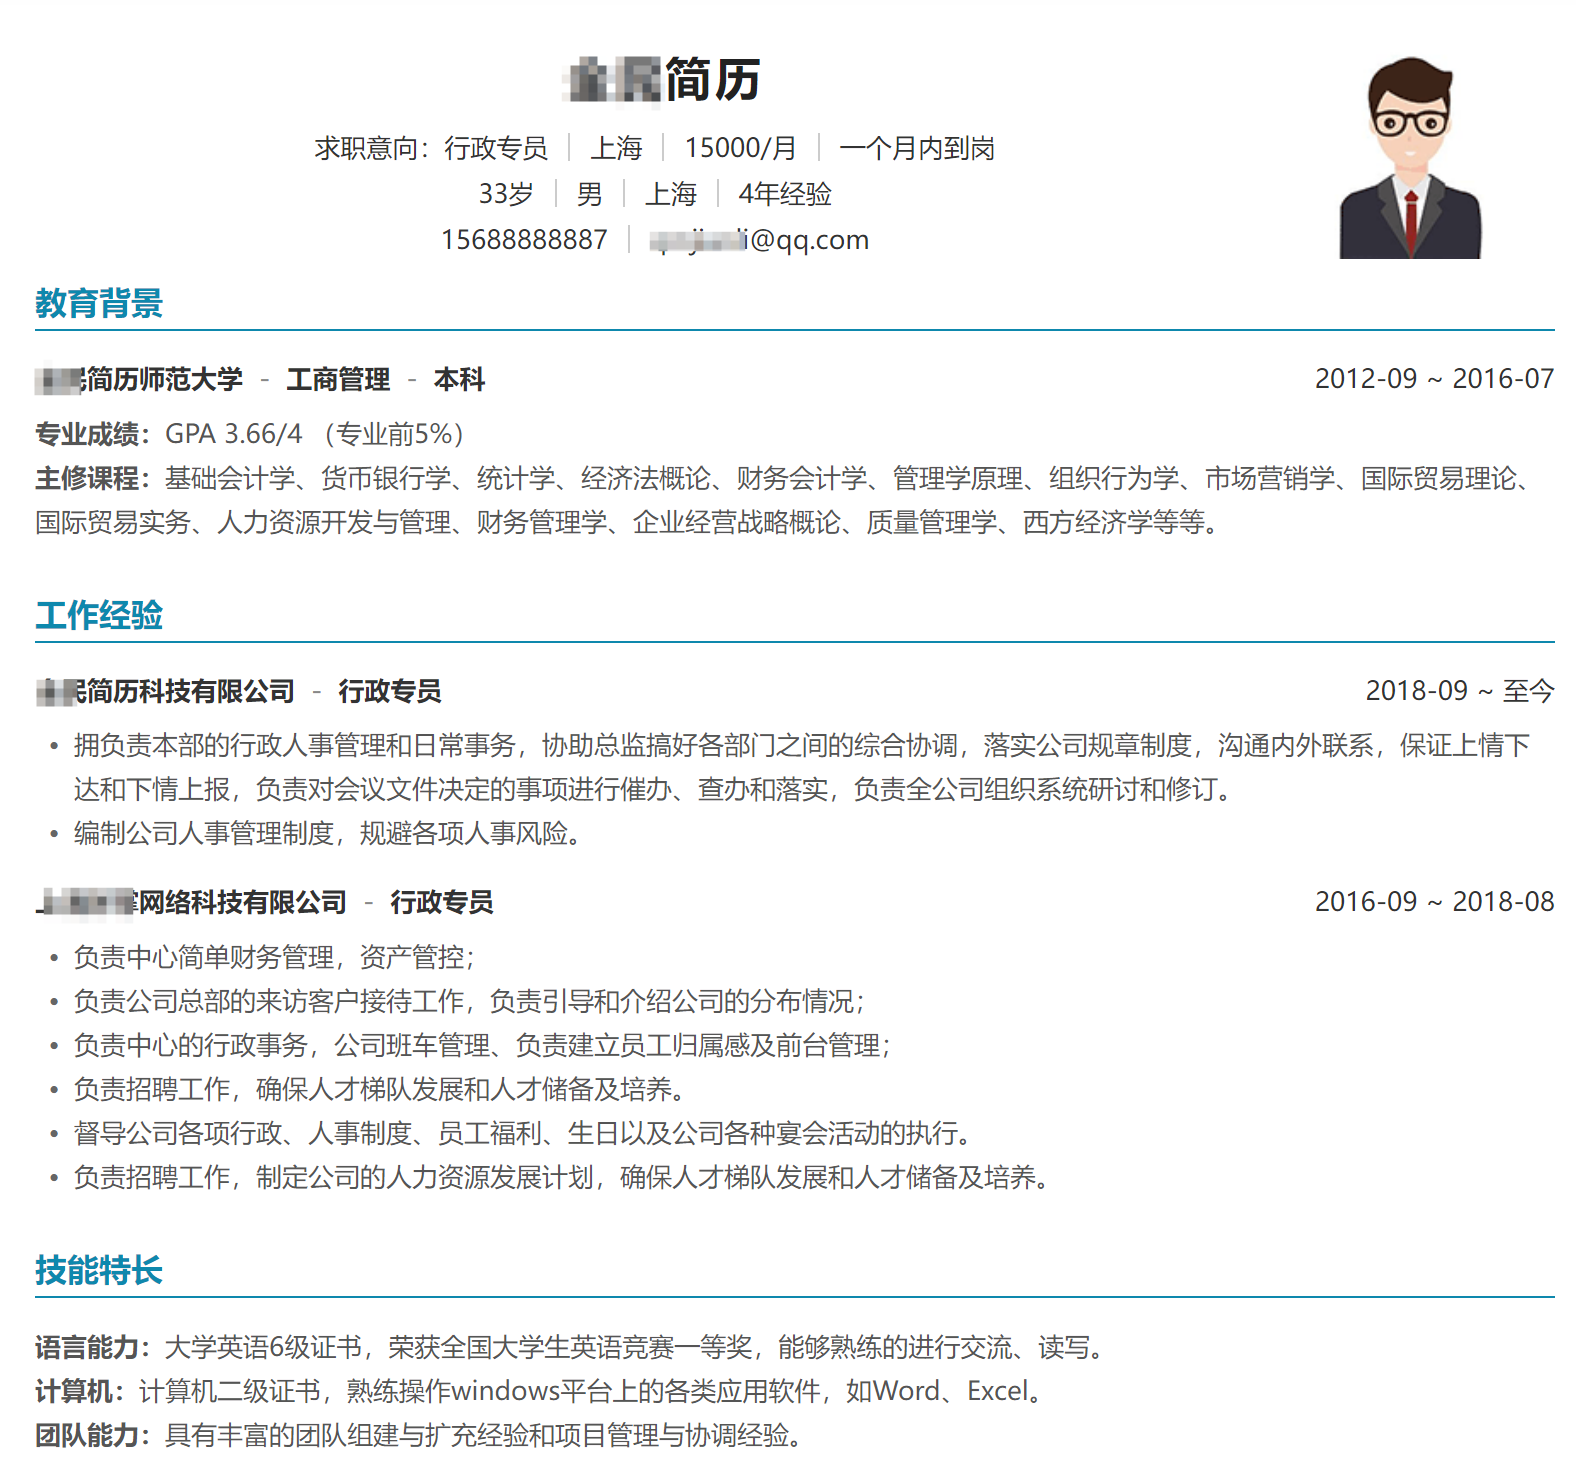 简历
求职意向：行政专员 | 上海 | 15000/月 | 一个月内到岗
33岁 | 男 | 上海 | 4年经验
15688888887 | @qq.com
教育背景
简历师范大学 - 工商管理 - 本科 2012-09 ~ 2016-07
专业成绩：GPA 3.66/4 （专业前5%）
主修课程：基础会计学、货币银行学、统计学、经济法概论、财务会计学、管理学原理、组织行为学、市场营销学、国际贸易理论、
国际贸易实务、人力资源开发与管理、财务管理学、企业经营战略概论、质量管理学、西方经济学等等。
工作经验
简历科技有限公司 - 行政专员 2018-09 ~ 至今
• 拥负责本部的行政人事管理和日常事务，协助总监搞好各部门之间的综合协调，落实公司规章制度，沟通内外联系，保证上情下
达和下情上报，负责对会议文件决定的事项进行催办、查办和落实，负责全公司组织系统研讨和修订。
• 编制公司人事管理制度，规避各项人事风险。
网络科技有限公司 - 行政专员 2016-09 ~ 2018-08
• 负责中心简单财务管理，资产管控；
• 负责公司总部的来访客户接待工作，负责引导和介绍公司的分布情况；
• 负责中心的行政事务，公司班车管理、负责建立员工归属感及前台管理；
• 负责招聘工作，确保人才梯队发展和人才储备及培养。
• 督导公司各项行政、人事制度、员工福利、生日以及公司各种宴会活动的执行。
• 负责招聘工作，制定公司的人力资源发展计划，确保人才梯队发展和人才储备及培养。
技能特长
语言能力：大学英语6级证书，荣获全国大学生英语竞赛一等奖，能够熟练的进行交流、读写。
计算机：计算机二级证书，熟练操作windows平台上的各类应用软件，如Word、Excel。
团队能力：具有丰富的团队组建与扩充经验和项目管理与协调经验。